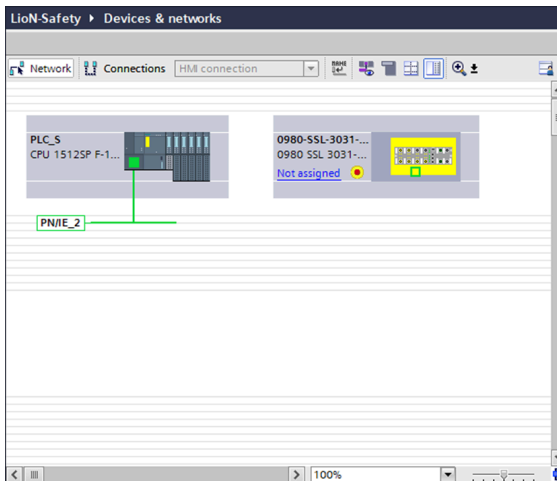 LioN-Safety ▸ Devices & networks
Network Connections HMI connection
PLC_S
CPU 1512SP F-1...
0980-SSL-3031-...
0980 SSL 3031-...
Not assigned
PN/IE_2
100%